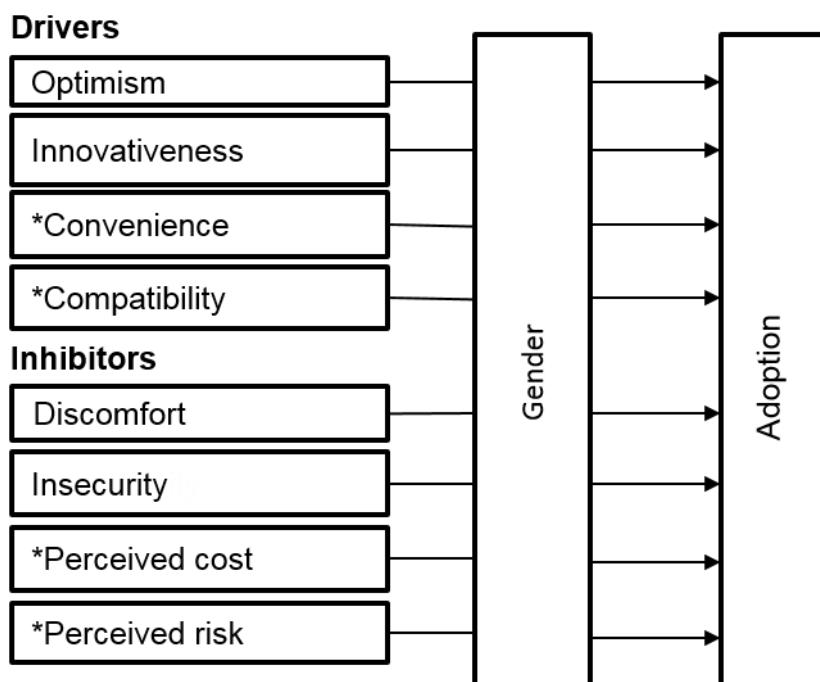 Drivers
Optimism
Innovativeness
*Convenience
*Compatibility
Inhibitors
Discomfort
Insecurity
*Perceived cost
*Perceived risk
Gender
Adoption